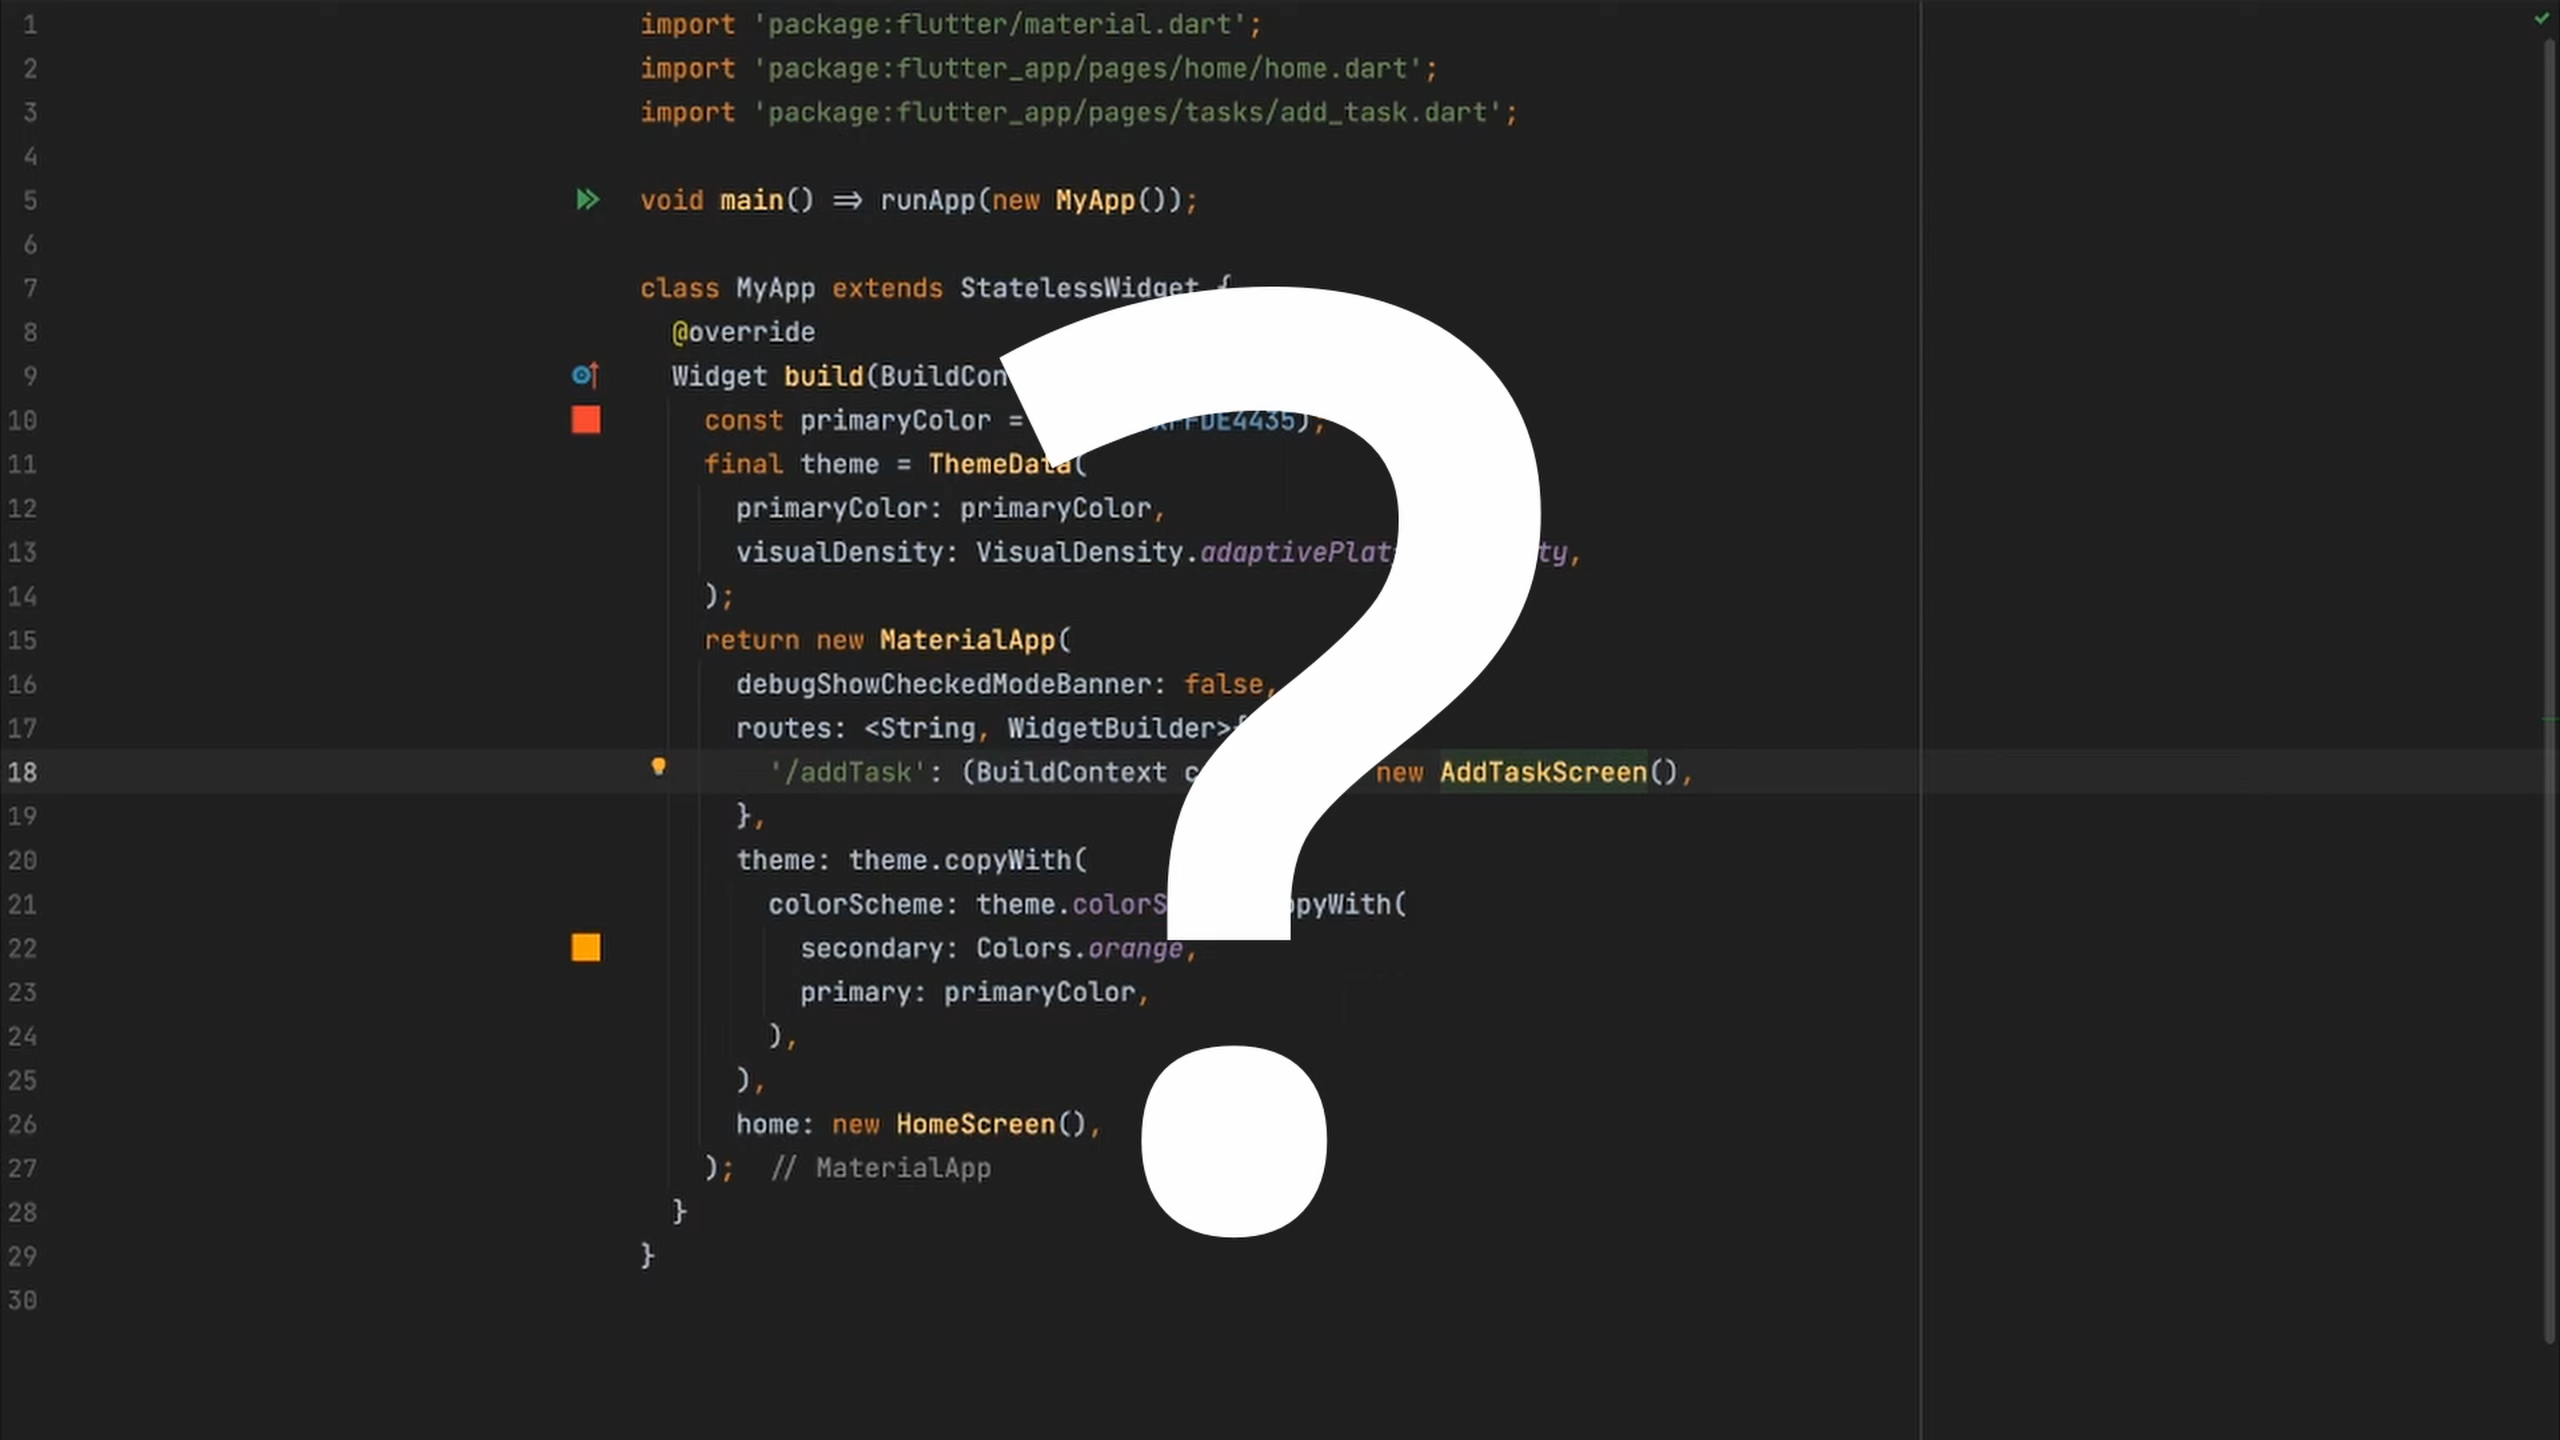 1 import 'package:flutter/material.dart';
2 import 'package:flutter_app/pages/home/home.dart';
3 import 'package:flutter_app/pages/tasks/add_task.dart';
4
5 void main() => runApp(new MyApp());
6
7 class MyApp extends StatelessWidget {
8 @override
9 Widget build(
10 const primaryColor = FFDE4435);
11 final theme = ThemeData(
12 primaryColor: primaryColor,
13 visualDensity: VisualDensity.
14 );
15 return new MaterialApp(
16 debugShowCheckedModeBanner: false,
17 routes: <String, WidgetBuilder>{
18 '/addTask': (BuildContext new AddTaskScreen(),
19 },
20 theme: theme.copyWith(
21 colorScheme: theme.
22 secondary: Colors.orange,
23 primary: primaryColor,
24 ),
25 ),
26 home: new HomeScreen(),
27 ); // MaterialApp
28 }
29 }
30
?